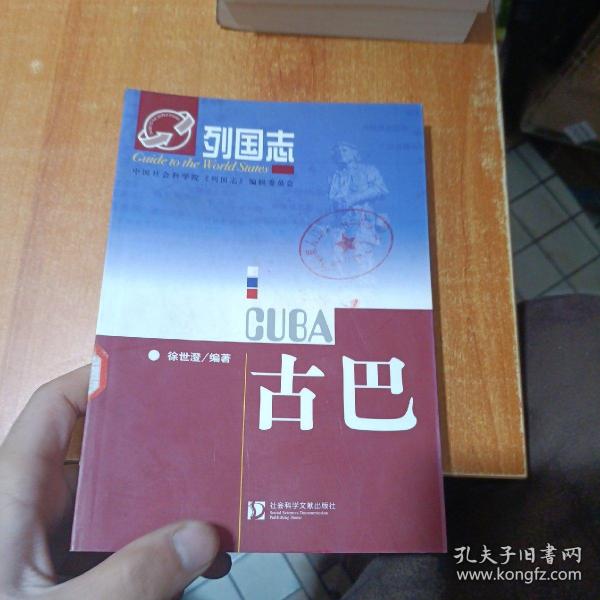 列国志
Guide to the World States
中国社会科学院《列国志》编辑委员会
CUBA
徐世澄/编著
古巴
社会科学文献出版社
Social Sciences Documentation
Publishing House
孔夫子旧书网
www.kongfz.com